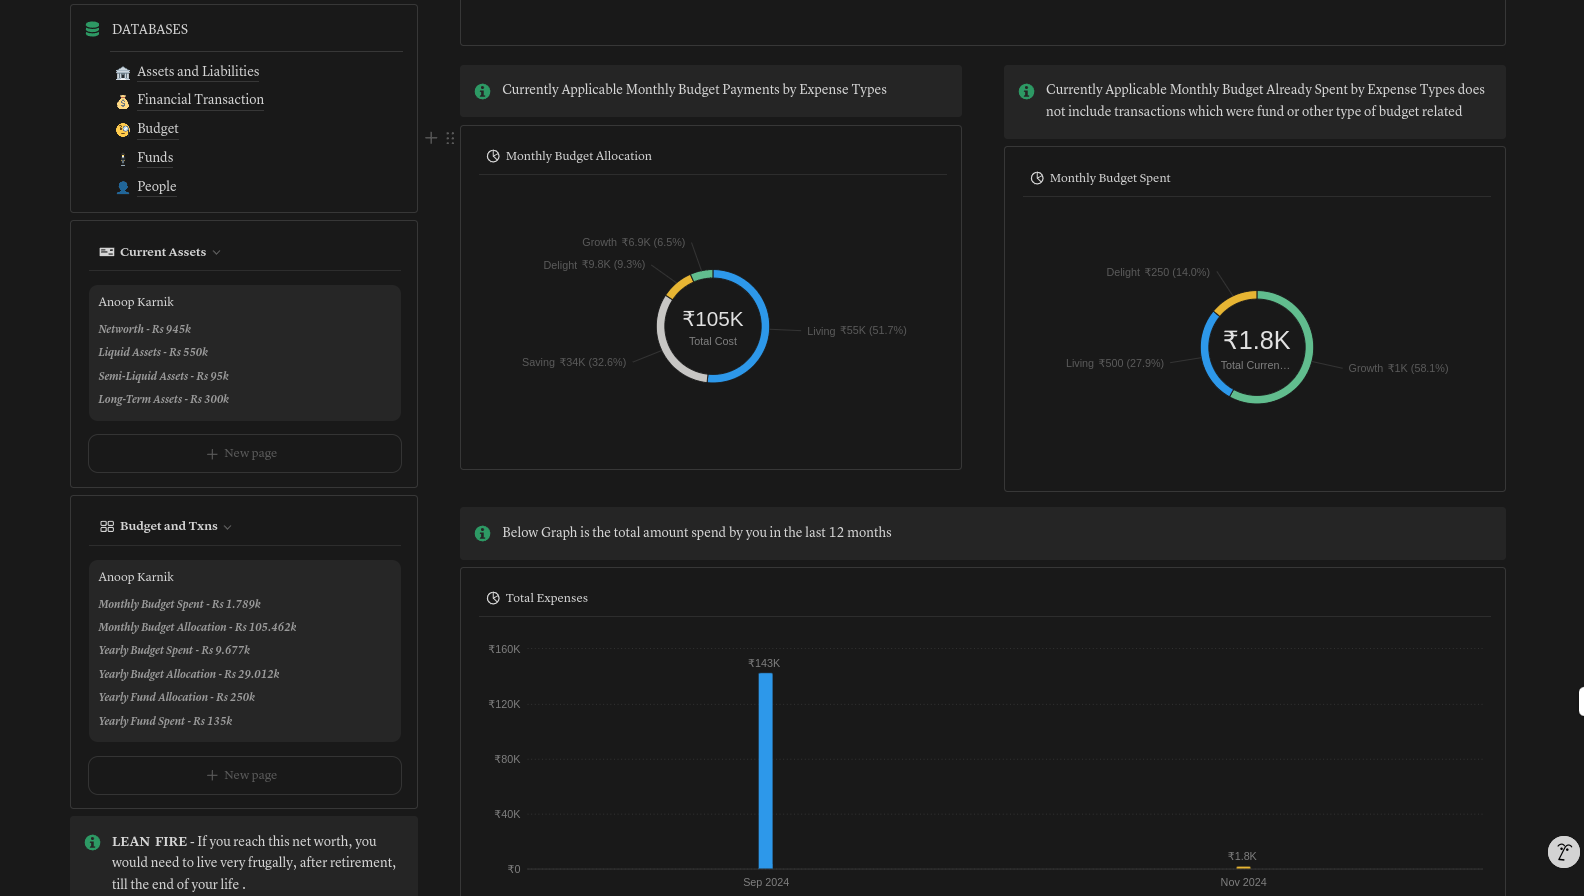 DATABASES
Assets and Liabilities
Financial Transaction
Budget
Funds
People
Current Assets
Anoop Karnik
Networth - Rs 945k
Liquid Assets - Rs 550k
Semi-Liquid Assets - Rs 95k
Long-Term Assets - Rs 300k
New page
Budget and Txns
Anoop Karnik
Monthly Budget Spent - Rs 1.789k
Monthly Budget Allocation - Rs 105.462k
Yearly Budget Spent - Rs 9.677k
Yearly Budget Allocation - Rs 29.012k
Yearly Fund Allocation - Rs 250k
Yearly Fund Spent - Rs 135k
New page
LEAN FIRE - If you reach this net worth, you
would need to live very frugally, after retirement,
till the end of your life .
Currently Applicable Monthly Budget Payments by Expense Types
Monthly Budget Allocation
Growth ₹6.9K (6.5%)
Delight ₹9.8K (9.3%)
₹105K
Total Cost
Living ₹55K (51.7%)
Saving ₹34K (32.6%)
Currently Applicable Monthly Budget Already Spent by Expense Types does
not include transactions which were fund or other type of budget related
Monthly Budget Spent
Delight ₹250 (14.0%)
₹1.8K
Total Curren...
Living ₹500 (27.9%)
Growth ₹1K (58.1%)
Below Graph is the total amount spend by you in the last 12 months
Total Expenses
₹160K
₹143K
₹120K
₹80K
₹40K
₹1.8K
₹0
Sep 2024
Nov 2024